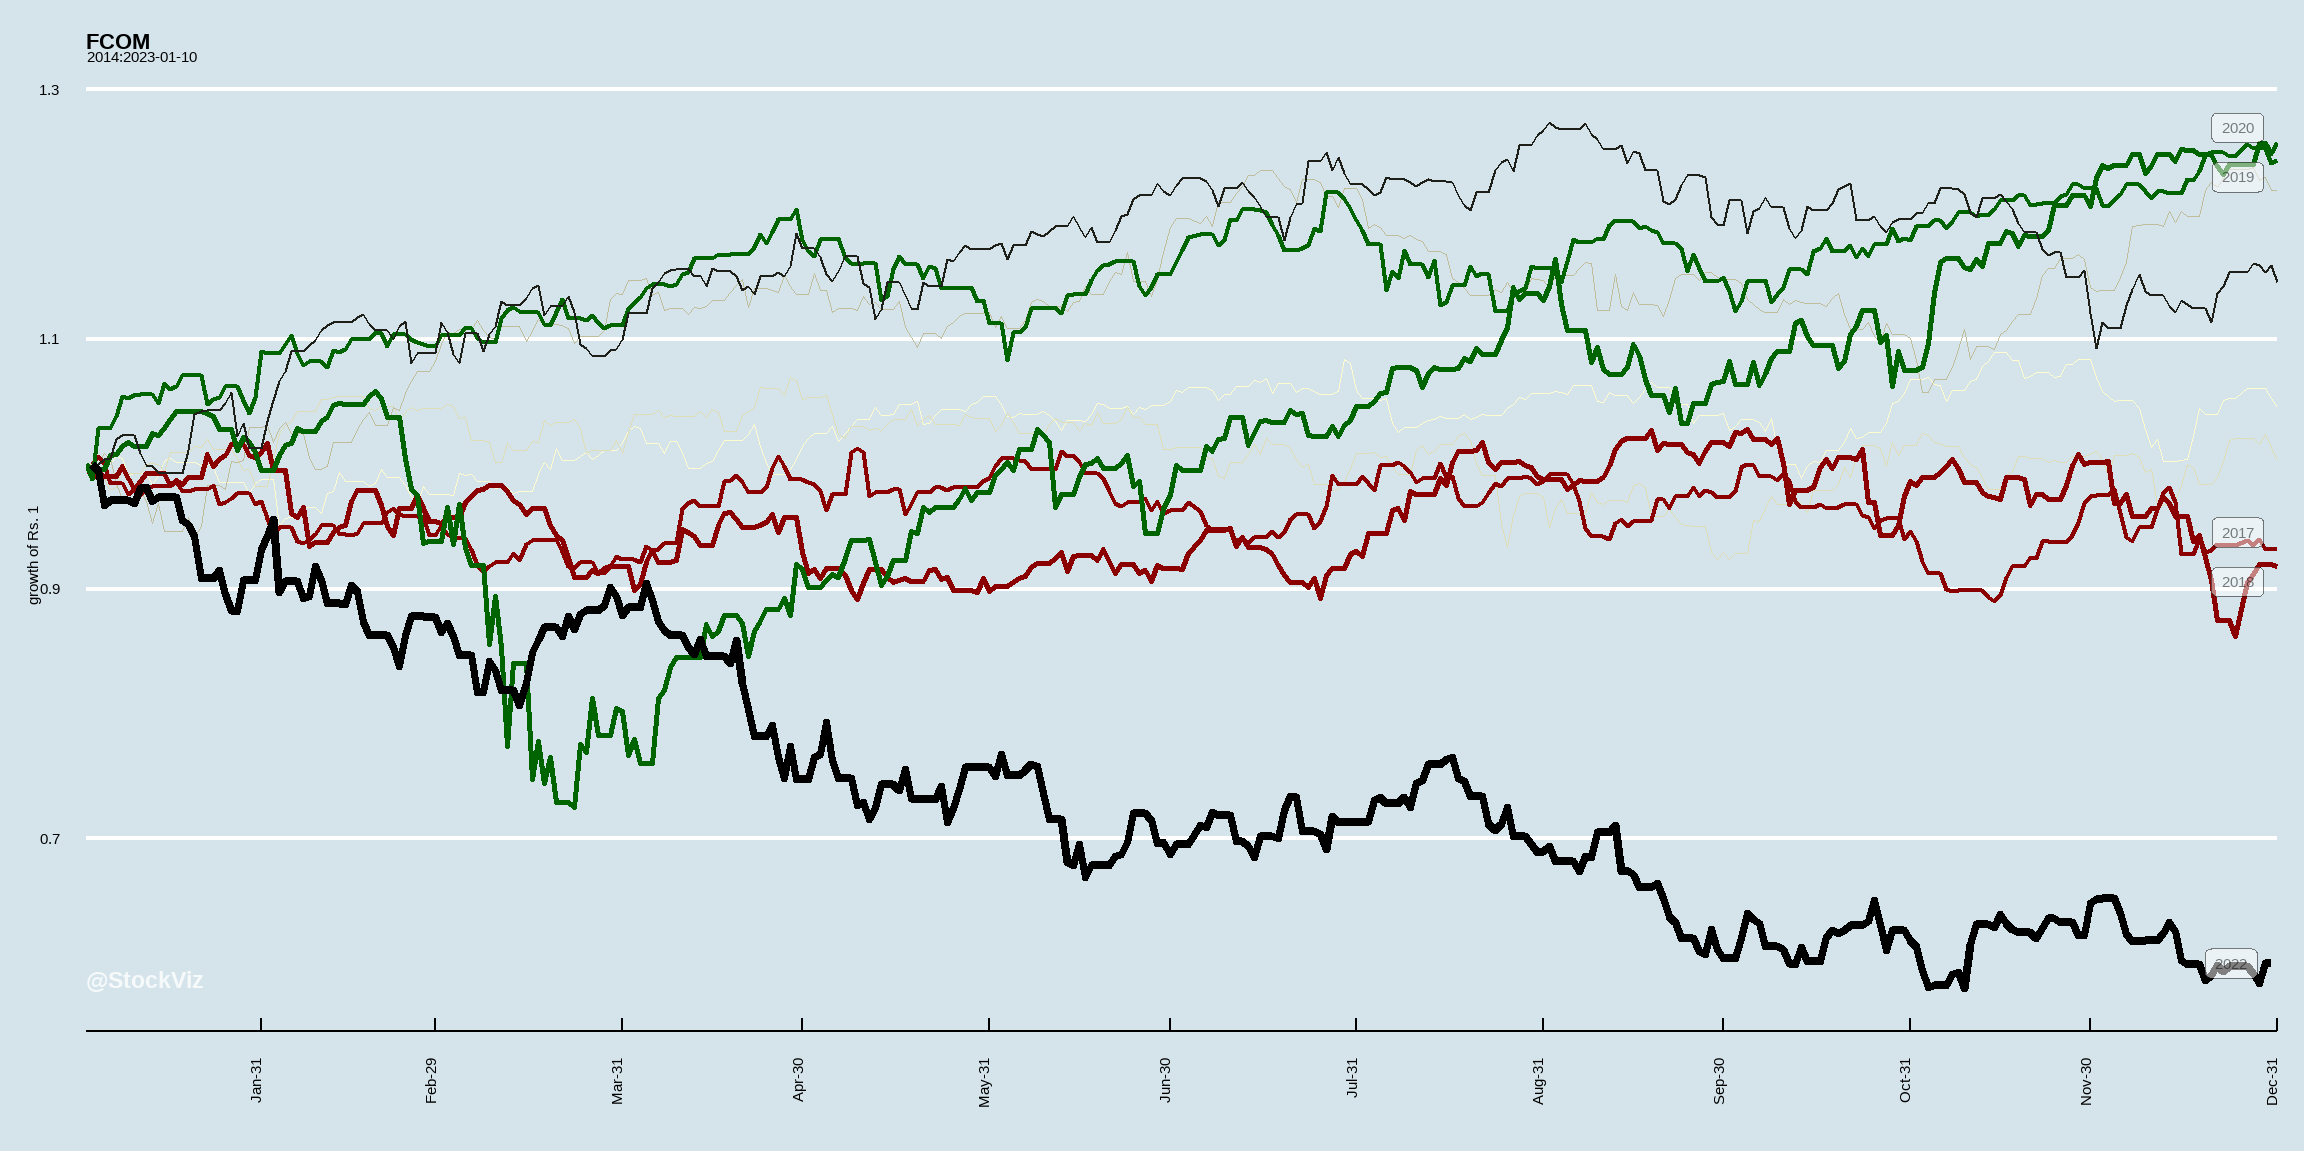 FCOM
2014:2023-01-10
1.3
2020
2019
1.1
growth of Rs. 1
2017
0.9
2018
0.7
2022
@StockViz
Jan-31
Feb-29
Mar-31
Apr-30
May-31
Jun-30
Jul-31
Aug-31
Sep-30
Oct-31
Nov-30
Dec-31